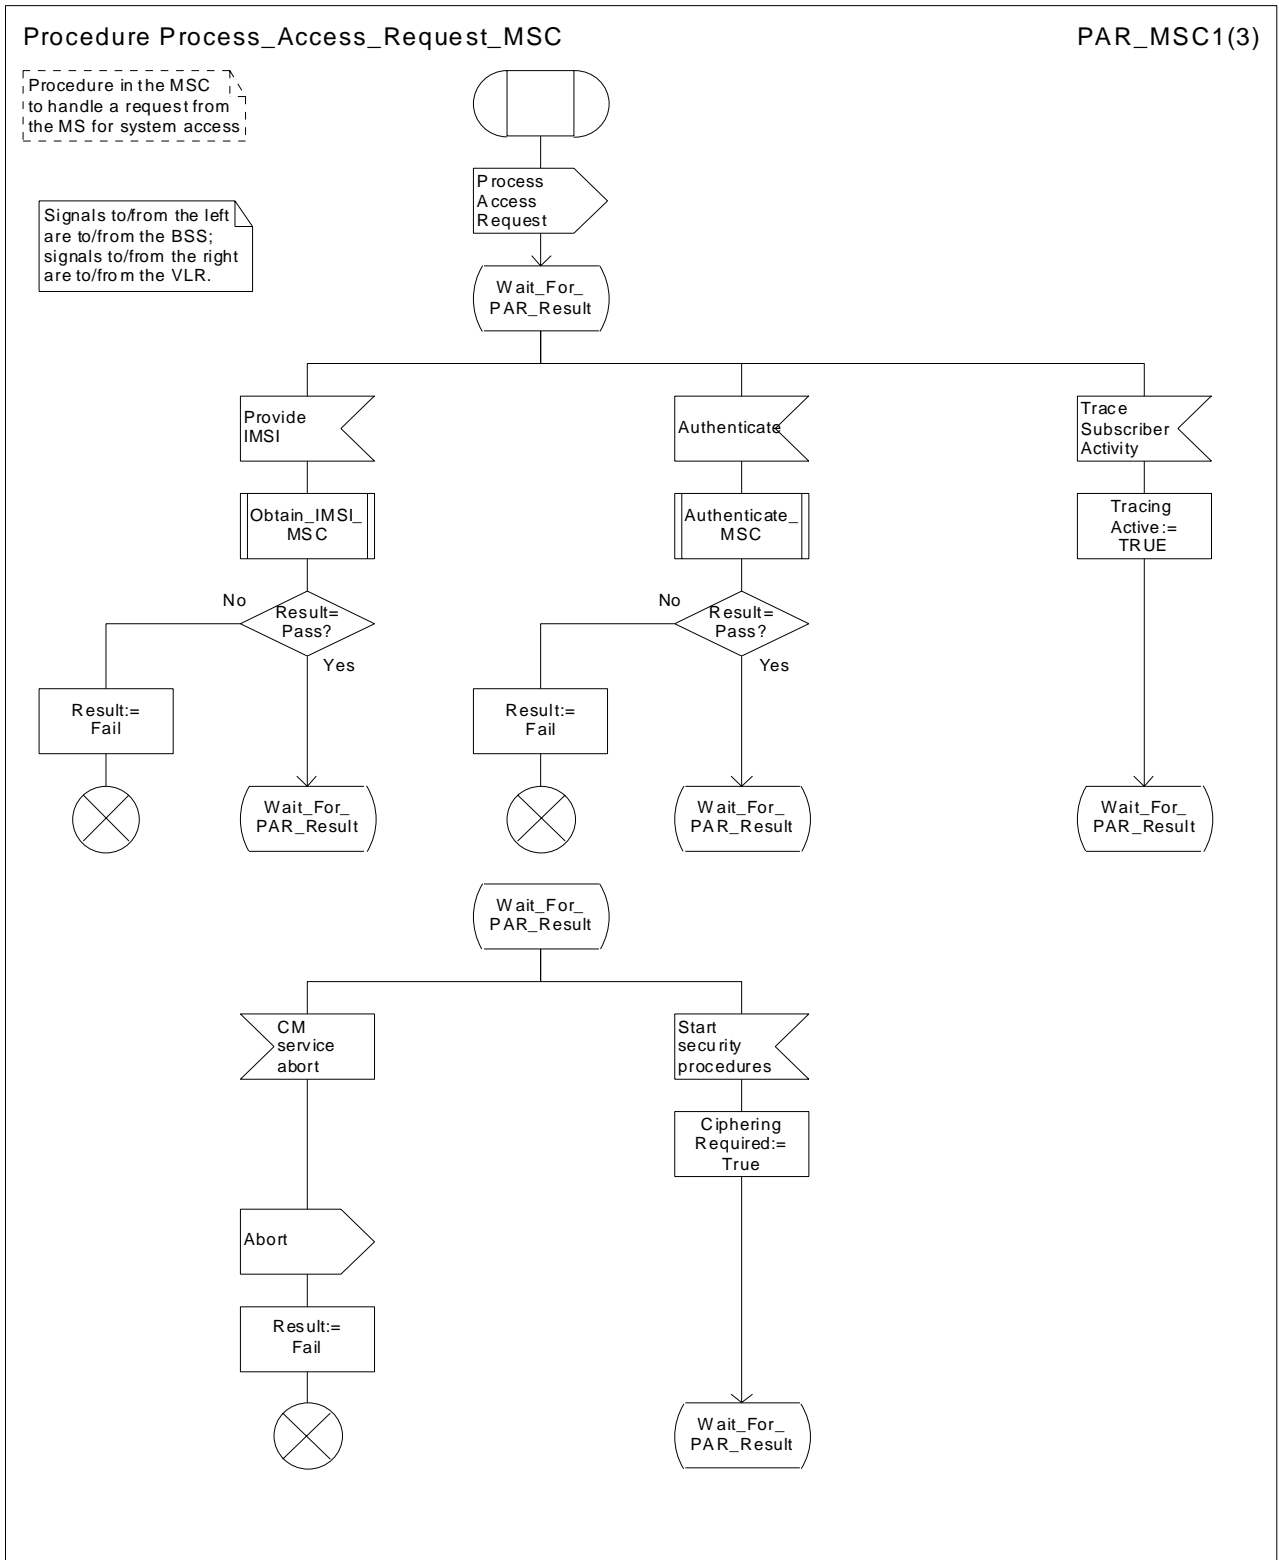 Procedure Process_Access_Request_MSC
PAR_MSC1(3)
Procedure in the MSC
to handle a request from
the MS for system access
Signals to/from the left
are to/from the BSS;
signals to/from the right
are to/from the VLR.
Process
Access
Request
Wait_For_
PAR_Result
Provide
IMSI
Authenticate
Trace
Subscriber
Activity
Obtain_IMSI_
MSC
Authenticate_
MSC
Tracing
Active:=
TRUE
No
Result=
Pass?
Yes
No
Result=
Pass?
Yes
Result:=
Fail
Result:=
Fail
Wait_For_
PAR_Result
Wait_For_
PAR_Result
Wait_For_
PAR_Result
Wait_For_
PAR_Result
CM
service
abort
Start
security
procedures
Ciphering
Required:=
True
Abort
Result:=
Fail
Wait_For_
PAR_Result